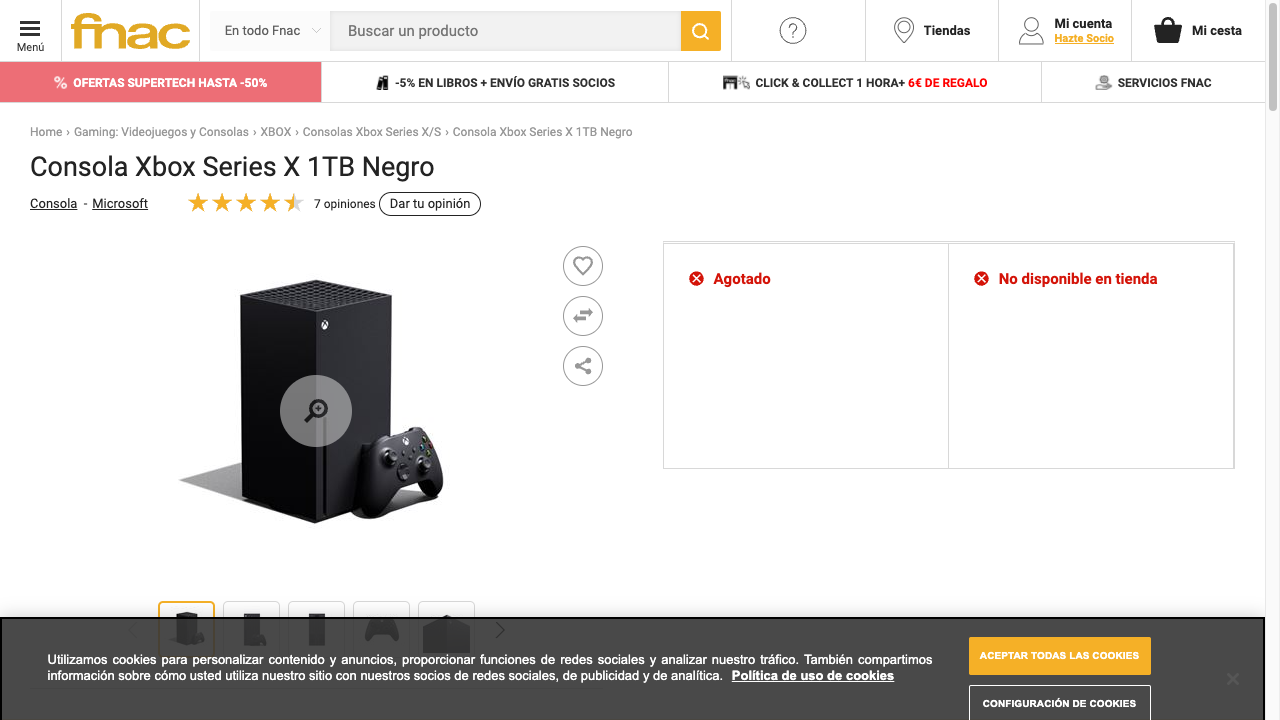 Menú
fnac
En todo Fnac
Buscar un producto
?
Tiendas
Mi cuenta
Hazte Socio
Mi cesta
% OFERTAS SUPERTECH HASTA -50%
-5% EN LIBROS + ENVÍO GRATIS SOCIOS
CLICK & COLLECT 1 HORA+ 6€ DE REGALO
SERVICIOS FNAC
Home › Gaming: Videojuegos y Consolas › XBOX › Consolas Xbox Series X/S › Consola Xbox Series X 1TB Negro
Consola Xbox Series X 1TB Negro
Consola - Microsoft
7 opiniones
Dar tu opinión
Agotado
No disponible en tienda
Utilizamos cookies para personalizar contenido y anuncios, proporcionar funciones de redes sociales y analizar nuestro tráfico. También compartimos
información sobre cómo usted utiliza nuestro sitio con nuestros socios de redes sociales, de publicidad y de analítica. Política de uso de cookies
ACEPTAR TODAS LAS COOKIES
CONFIGURACIÓN DE COOKIES